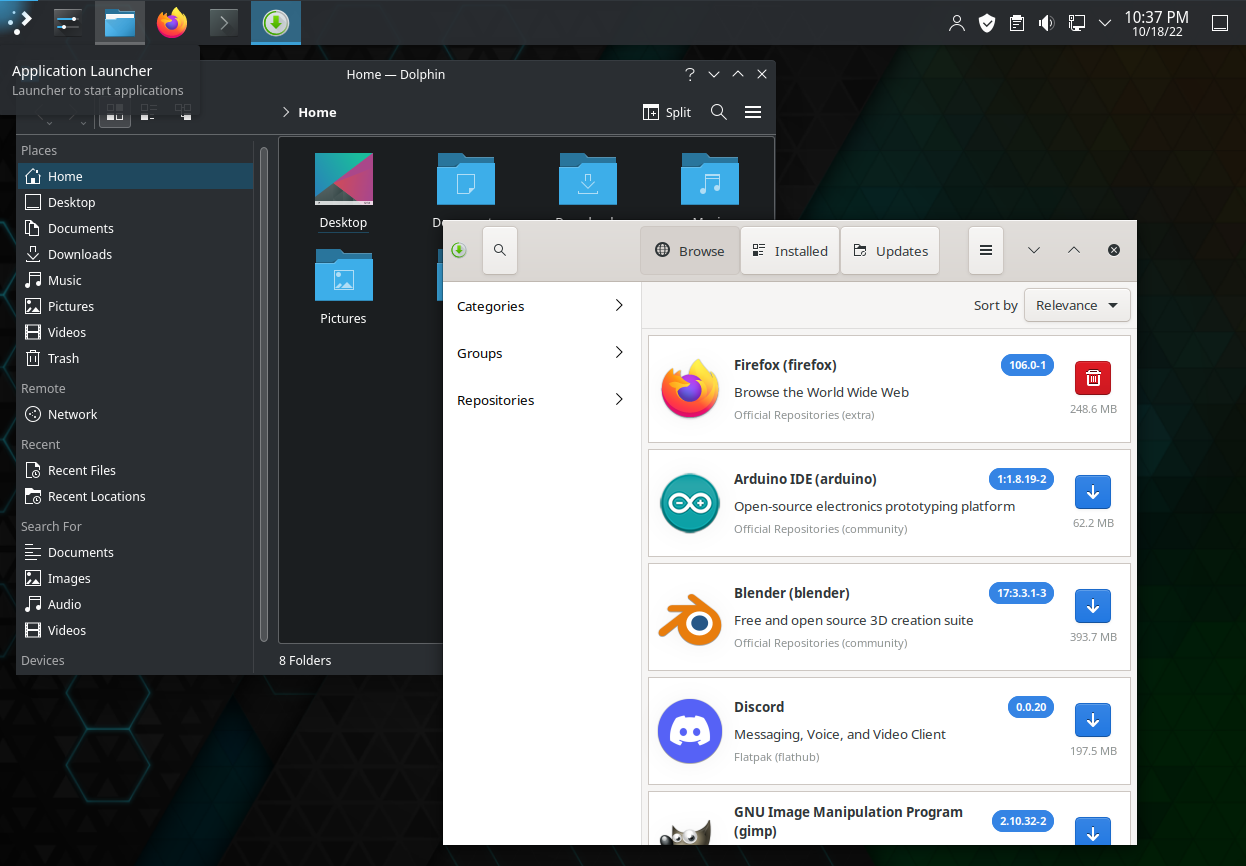 10:37 PM
10/18/22
Application Launcher
Launcher to start applications
Home — Dolphin
Home
Split
Places
Home
Desktop
Documents
Downloads
Music
Pictures
Videos
Trash
Remote
Network
Recent
Recent Files
Recent Locations
Search For
Documents
Images
Audio
Videos
Devices
Desktop
Pictures
8 Folders
Browse
Installed
Updates
Categories
Groups
Repositories
Sort by
Relevance
Firefox (firefox)
106.0-1
Browse the World Wide Web
Official Repositories (extra)
248.6 MB
Arduino IDE (arduino)
1:1.8.19-2
Open-source electronics prototyping platform
Official Repositories (community)
62.2 MB
Blender (blender)
17:3.3.1-3
Free and open source 3D creation suite
Official Repositories (community)
393.7 MB
Discord
0.0.20
Messaging, Voice, and Video Client
Flatpak (flathub)
197.5 MB
GNU Image Manipulation Program
(gimp)
2.10.32-2